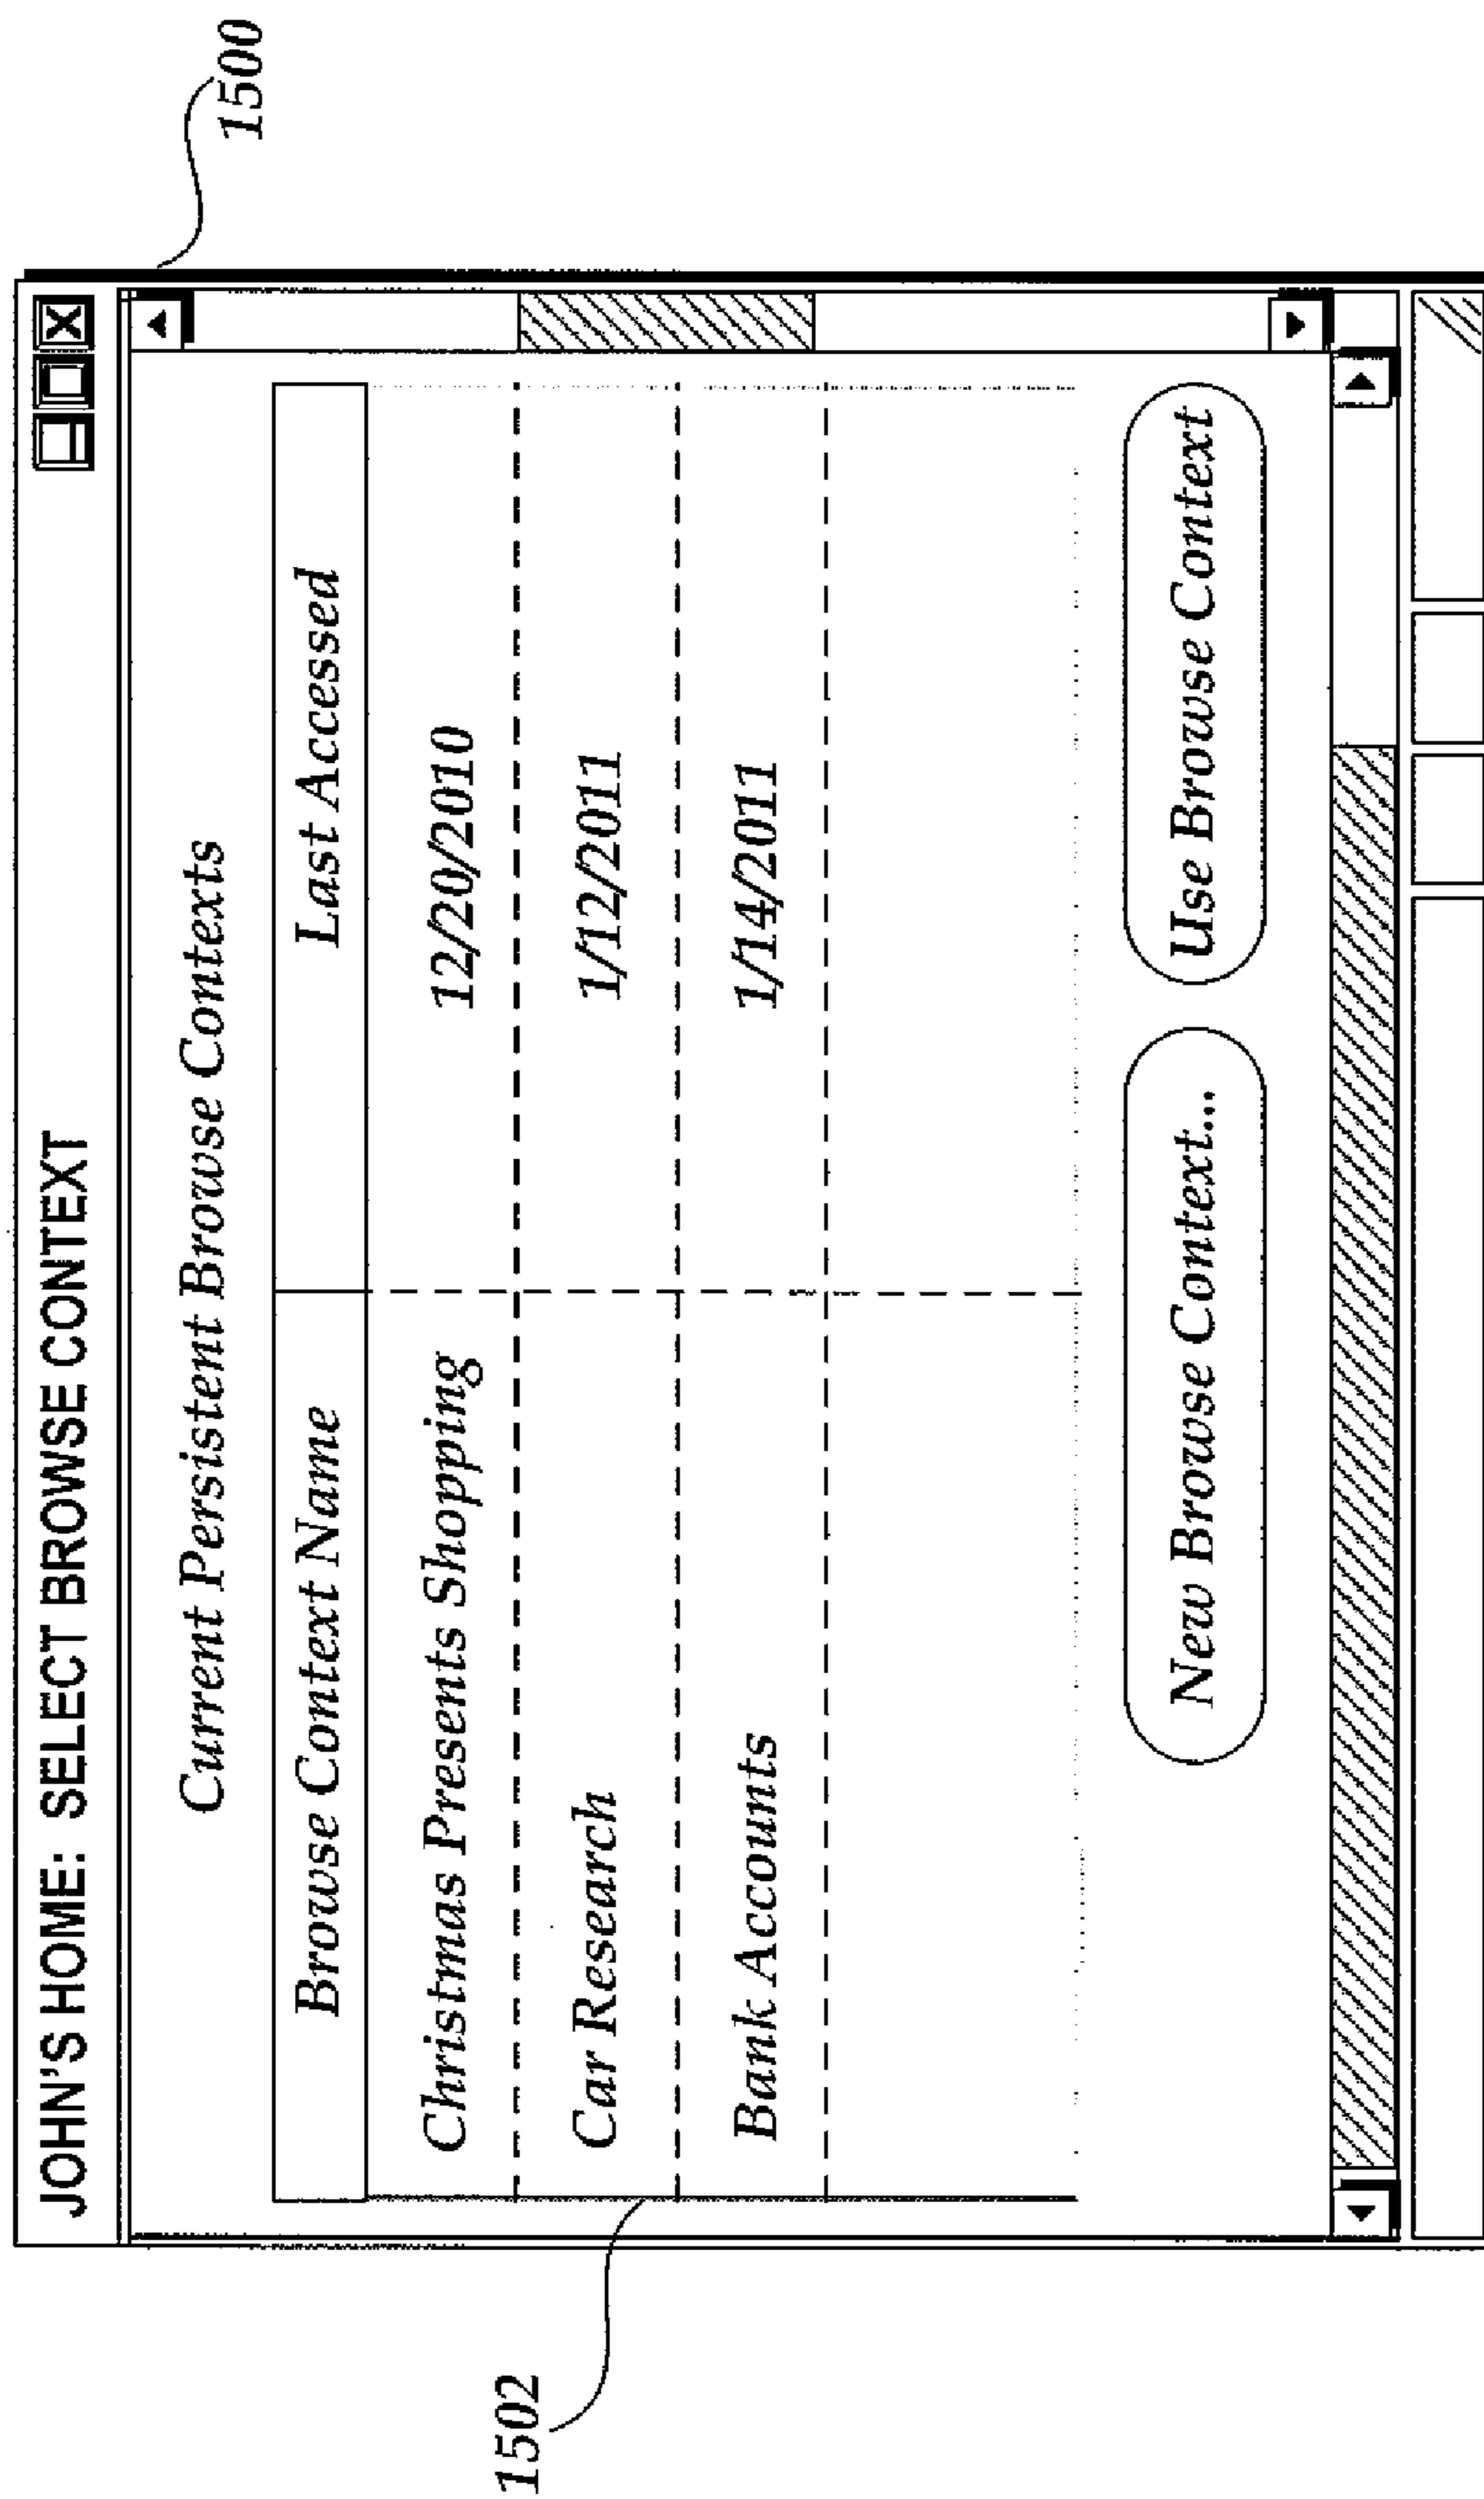 1500
JOHN'S HOME: SELECT BROWSE CONTEXT
Current Persistent Browse Contexts
Browse Context Name Last Accessed
Christmas Presents Shopping 12/20/2010
Car Research 1/12/2011
Bank Accounts 1/14/2011
New Browse Context... Use Browse Context
1502